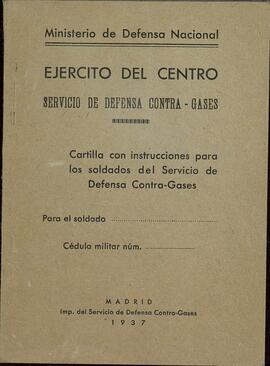 Ministerio de Defensa Nacional
EJERCITO DEL CENTRO
SERVICIO DE DEFENSA CONTRA - GASES
Cartilla con instrucciones para
los soldados del Servicio de
Defensa Contra-Gases
Para el soldado
Cédula militar núm.
MADRID
Imp. del Servicio de Defensa Contra-Gases
1937